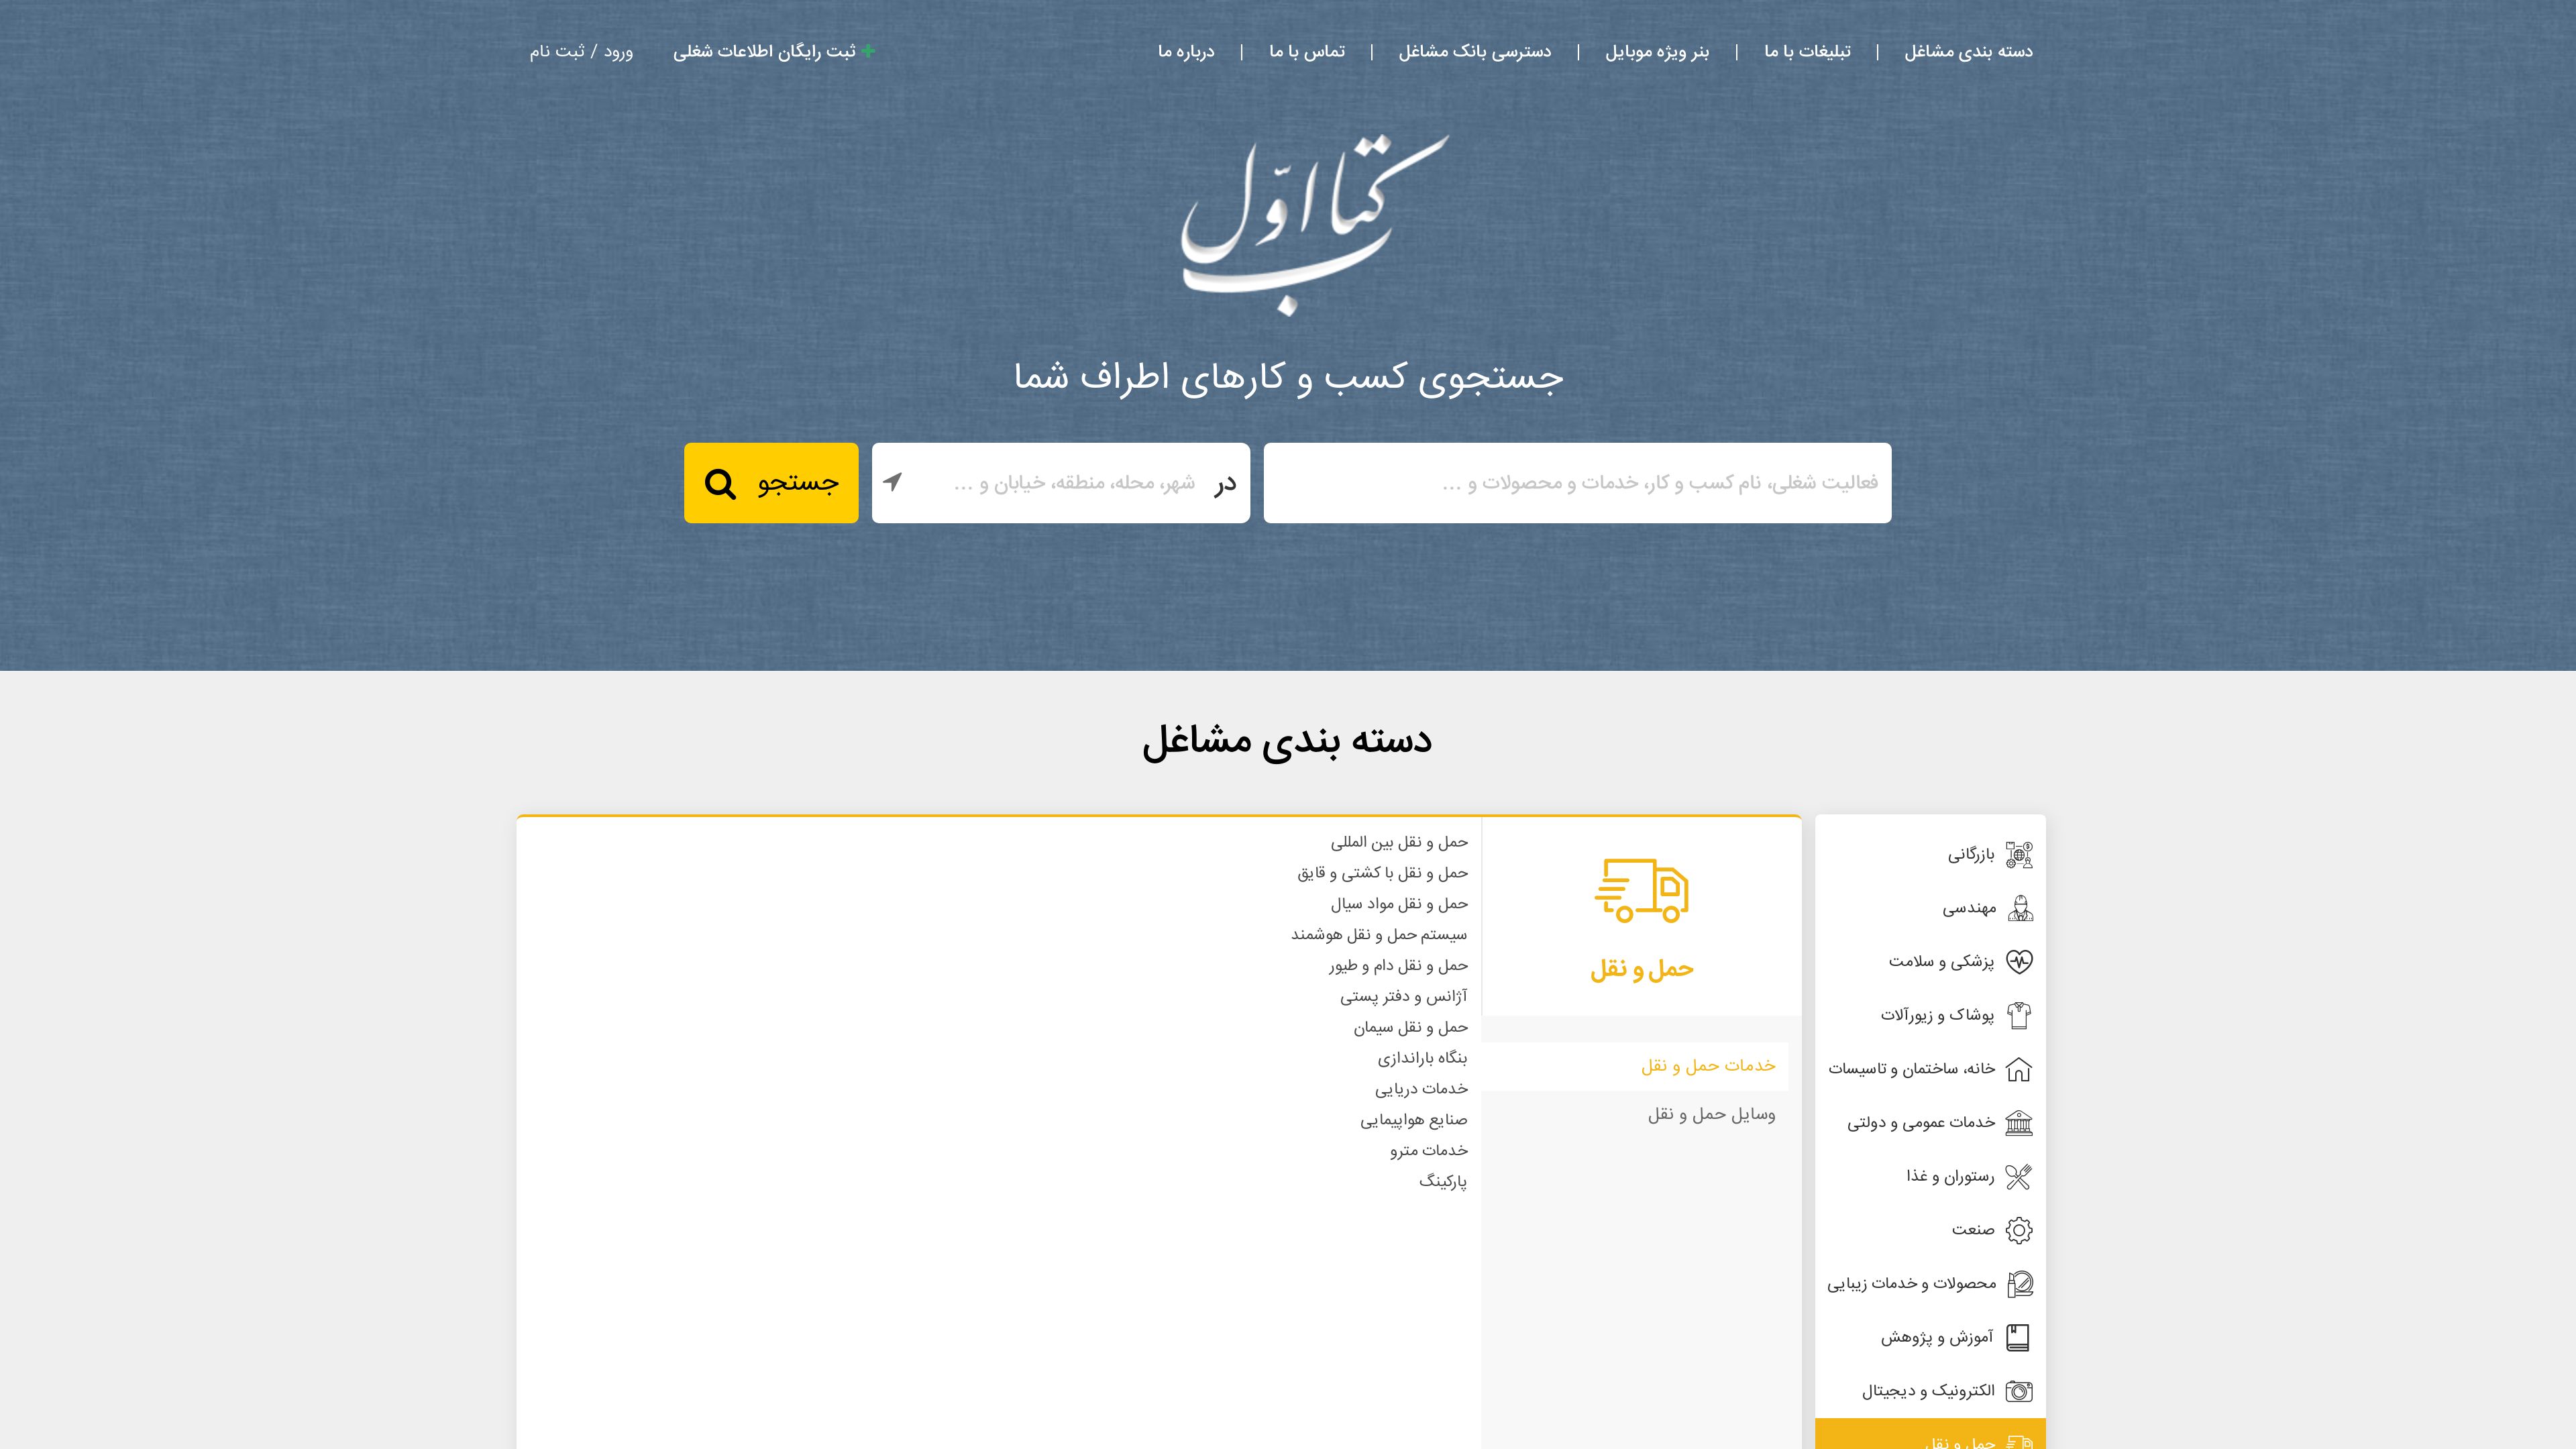 دسته بندی مشاغل | تبلیغات با ما | بنر ویژه موبایل | دسترسی بانک مشاغل | تماس با ما | درباره ما
ثبت رایگان اطلاعات شغلی
ورود / ثبت نام
کتاب اوّل
جستجوی کسب و کارهای اطراف شما
فعالیت شغلی، نام کسب و کار، خدمات و محصولات و ...
در شهر، محله، منطقه، خیابان و ...
جستجو
دسته بندی مشاغل
بازرگانی
مهندسی
پزشکی و سلامت
پوشاک و زیورآلات
خانه، ساختمان و تاسیسات
خدمات عمومی و دولتی
رستوران و غذا
صنعت
محصولات و خدمات زیبایی
آموزش و پژوهش
الکترونیک و دیجیتال
حمل و نقل
حمل و نقل
خدمات حمل و نقل
وسایل حمل و نقل
حمل و نقل بین المللی
حمل و نقل با کشتی و قایق
حمل و نقل مواد سیال
سیستم حمل و نقل هوشمند
حمل و نقل دام و طیور
آژانس و دفتر پستی
حمل و نقل سیمان
بنگاه باراندازی
خدمات دریایی
صنایع هواپیمایی
خدمات مترو
پارکینگ